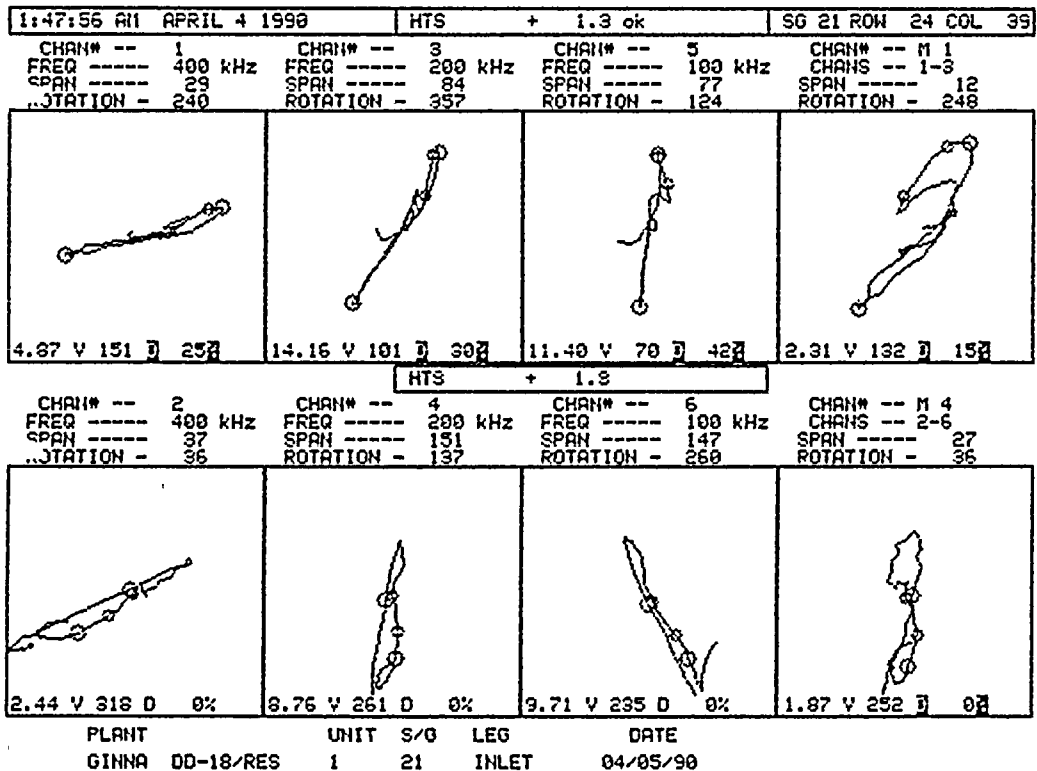 1:47:56 AM APRIL 4 1990 HTS + 1.3 ok SG 21 ROW 24 COL 39
CHAN# -- 1 CHAN# -- 3 CHAN# -- 5 CHAN# -- M 1
FREQ ----- 400 kHz FREQ ----- 200 kHz FREQ ----- 100 kHz CHANS -- 1-3
SPAN ----- 29 SPAN ----- 84 SPAN ----- 77 SPAN ----- 12
..OTATION - 240 ROTATION - 357 ROTATION - 124 ROTATION - 248
4.87 V 151 D 25% 14.16 V 101 D 30% 11.40 V 70 D 42% 2.31 V 132 D 15%
HTS + 1.3
CHAN# -- 2 CHAN# -- 4 CHAN# -- 6 CHAN# -- M 4
FREQ ----- 400 kHz FREQ ----- 200 kHz FREQ ----- 100 kHz CHANS -- 2-6
SPAN ----- 37 SPAN ----- 151 SPAN ----- 147 SPAN ----- 27
..OTATION - 36 ROTATION - 137 ROTATION - 260 ROTATION - 36
2.44 V 318 D 0% 8.76 V 261 D 0% 9.71 V 235 D 0% 1.87 V 252 D 0%
PLANT UNIT S/G LEG DATE
GINNA DD-18/RES 1 21 INLET 04/05/90